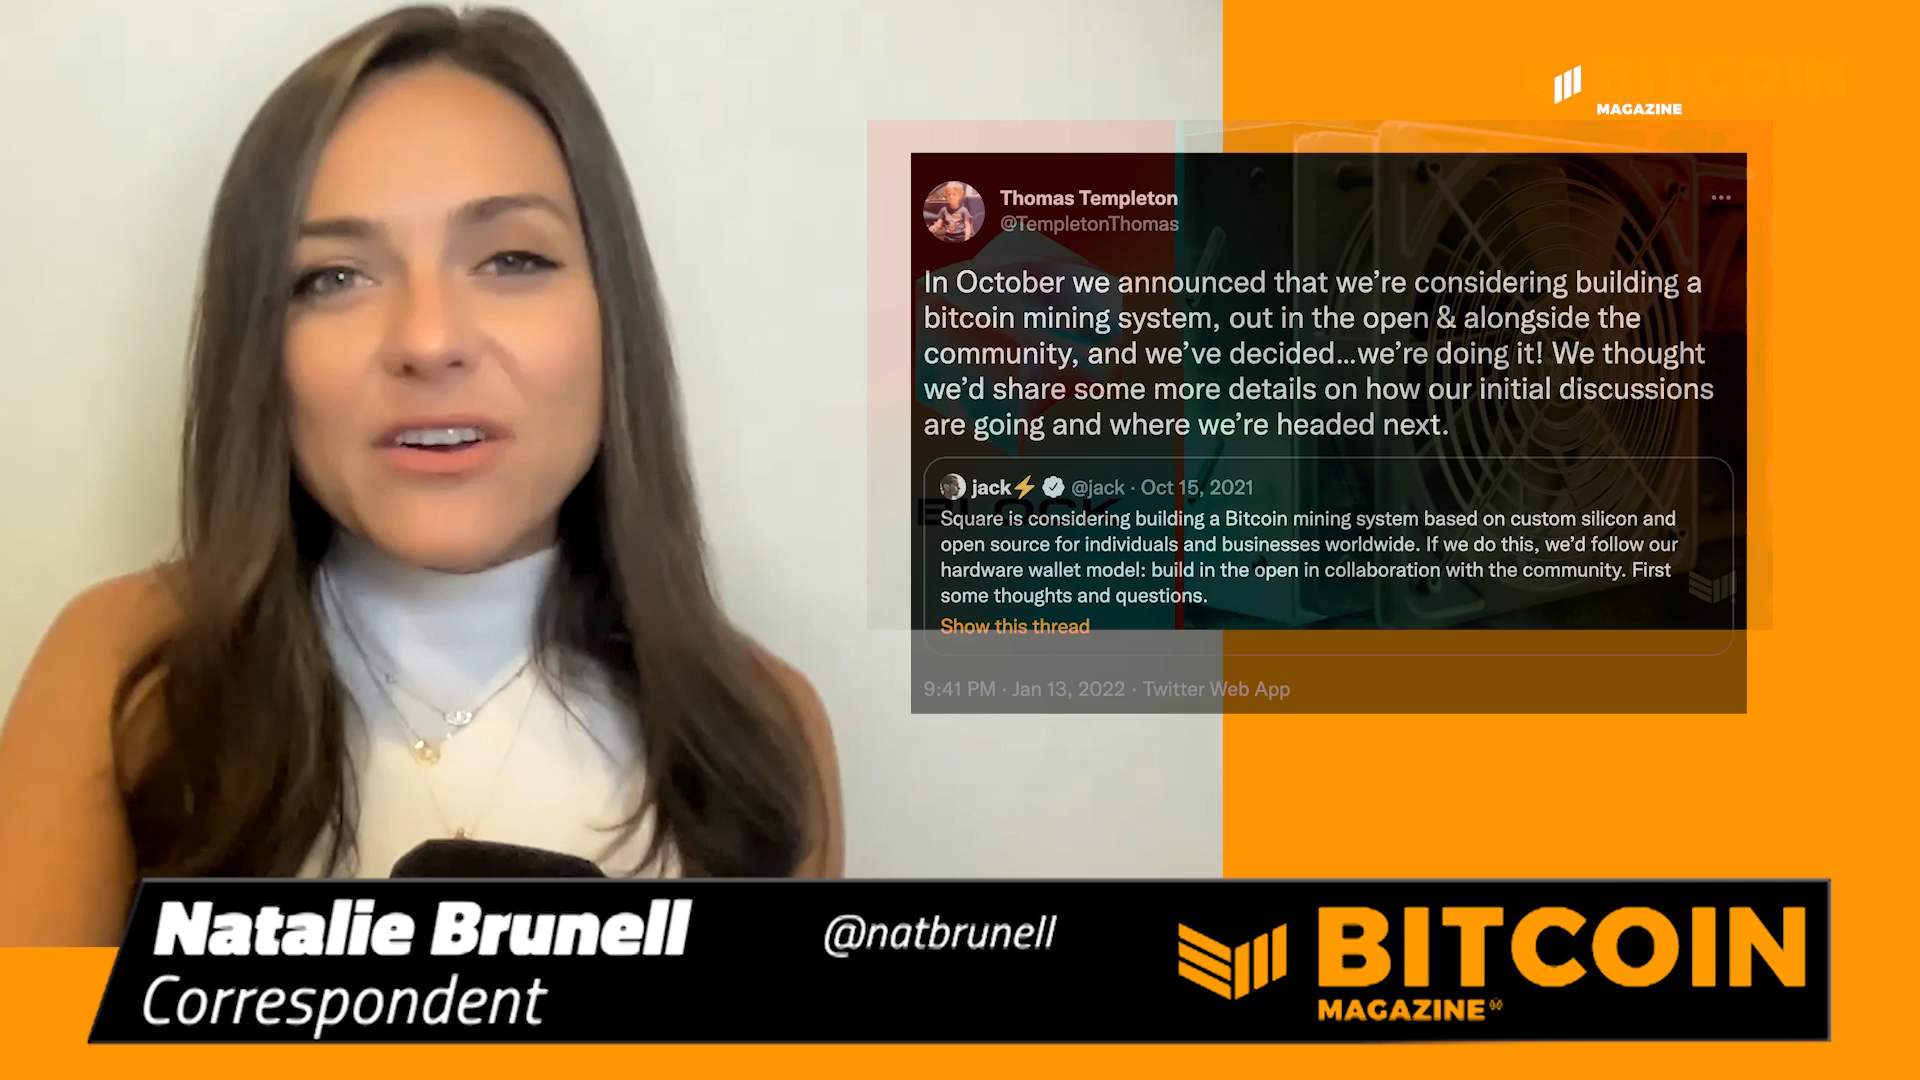 BITCOIN
MAGAZINE
Thomas Templeton
@TempletonThomas
In October we announced that we’re considering building a
bitcoin mining system, out in the open & alongside the
community, and we’ve decided...we’re doing it! We thought
we’d share some more details on how our initial discussions
are going and where we’re headed next.
jack⚡ @jack · Oct 15, 2021
BLOCK
Square is considering building a Bitcoin mining system based on custom silicon and
open source for individuals and businesses worldwide. If we do this, we’d follow our
hardware wallet model: build in the open in collaboration with the community. First
some thoughts and questions.
Show this thread
9:41 PM · Jan 13, 2022 · Twitter Web App
Natalie Brunell
@natbrunell
Correspondent
BITCOIN
MAGAZINE®